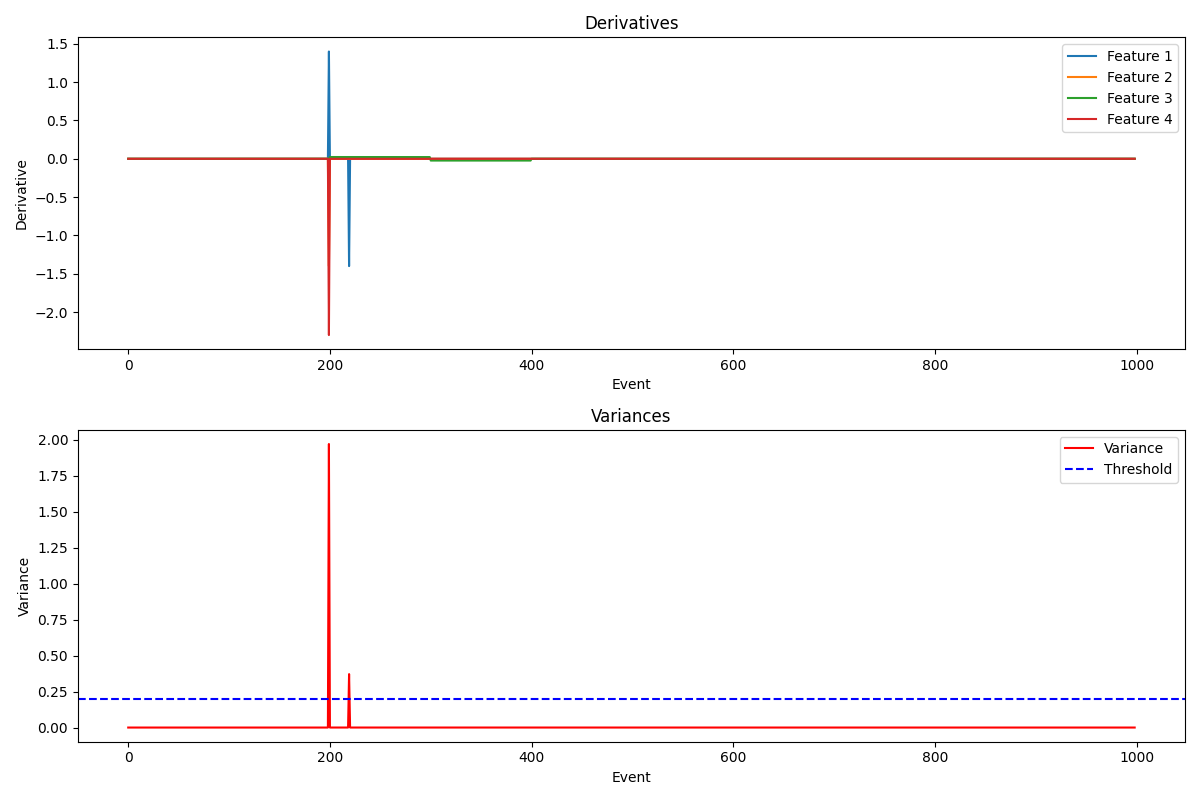 Derivatives
1.5
1.0
0.5
0.0
−0.5
−1.0
−1.5
−2.0
Derivative
Feature 1
Feature 2
Feature 3
Feature 4
0 200 400 600 800 1000
Event
Variances
2.00
1.75
1.50
1.25
1.00
0.75
0.50
0.25
0.00
Variance
Variance
Threshold
0 200 400 600 800 1000
Event